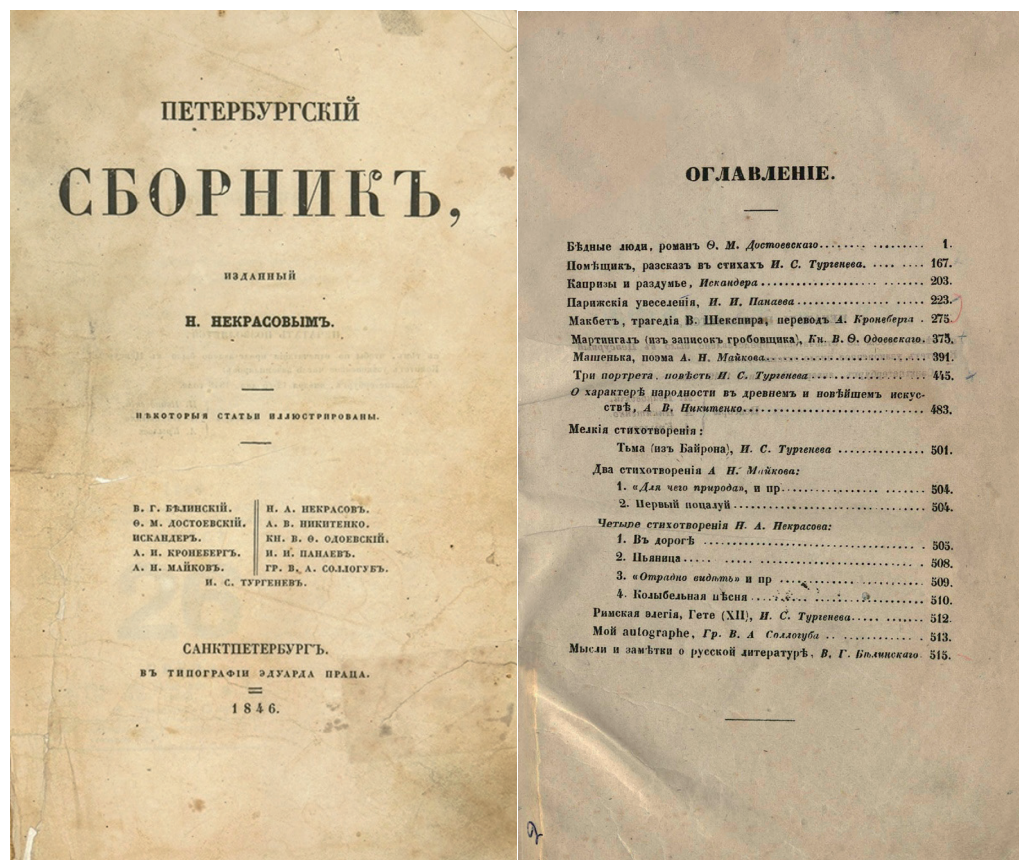 ПЕТЕРБУРГСКІЙ
СБОРНИКЪ,
ИЗДАННЫЙ
Н. НЕКРАСОВЫМЪ.
НѢКОТОРЫЯ СТАТЬИ ИЛЛЮСТРИРОВАНЫ.
В. Г. БѢЛИНСКІЙ.
Ѳ. М. ДОСТОЕВСКІЙ.
ИСКАНДЕРЪ.
А. И. КРОНЕБЕРГЪ.
А. Н. МАЙКОВЪ.
Н. А. НЕКРАСОВЪ.
А. В. НИКИТЕНКО.
КН. В. Ѳ. ОДОЕВСКІЙ.
И. И. ПАНАЕВЪ.
ГР. В. А. СОЛЛОГУБЪ.
И. С. ТУРГЕНЕВЪ.
САНКТПЕТЕРБУРГЪ.
ВЪ ТИПОГРАФІИ ЭДУАРДА ПРАЦА.
1846.
ОГЛАВЛЕНІЕ.
Бѣдные люди, романъ Ѳ. М. Достоевскаго 1.
Помѣщикъ, разсказъ въ стихахъ И. С. Тургенева. 167.
Капризы и раздумье, Искандера 203.
Парижскія увеселенія, И. И. Панаева 223.
Макбетъ, трагедія В. Шекспира, переводъ А. Кронеберга 275.
Мартингалъ (изъ записокъ гробовщика), Кн. В. Ѳ. Одоевскаго. 375.
Машенька, поэма А. Н. Майкова. 391.
Три портрета, повѣсть И. С. Тургенева 445.
О характерѣ народности въ древнемъ и новѣйшемъ искус-
ствѣ, А В. Никитенко 483.
Мелкія стихотворенія:
Тьма (изъ Байрона), И. С. Тургенева 501.
Два стихотворенія А Н. Майкова:
1. «Для чего природа», и пр. 504.
2. Первый поцалуй 504.
Четыре стихотворенія Н. А. Некрасова:
1. Въ дорогѣ 505.
2. Пьяница 508.
3. «Отрадно видѣть» и пр 509.
4. Колыбельная пѣсня 510.
Римская элегія, Гете (XII), И. С. Тургенева 512.
Мой autographe, Гр. В. А Соллогуба 513.
Мысли и замѣтки о русской литературѣ, В. Г. Бѣлинскаго 515.